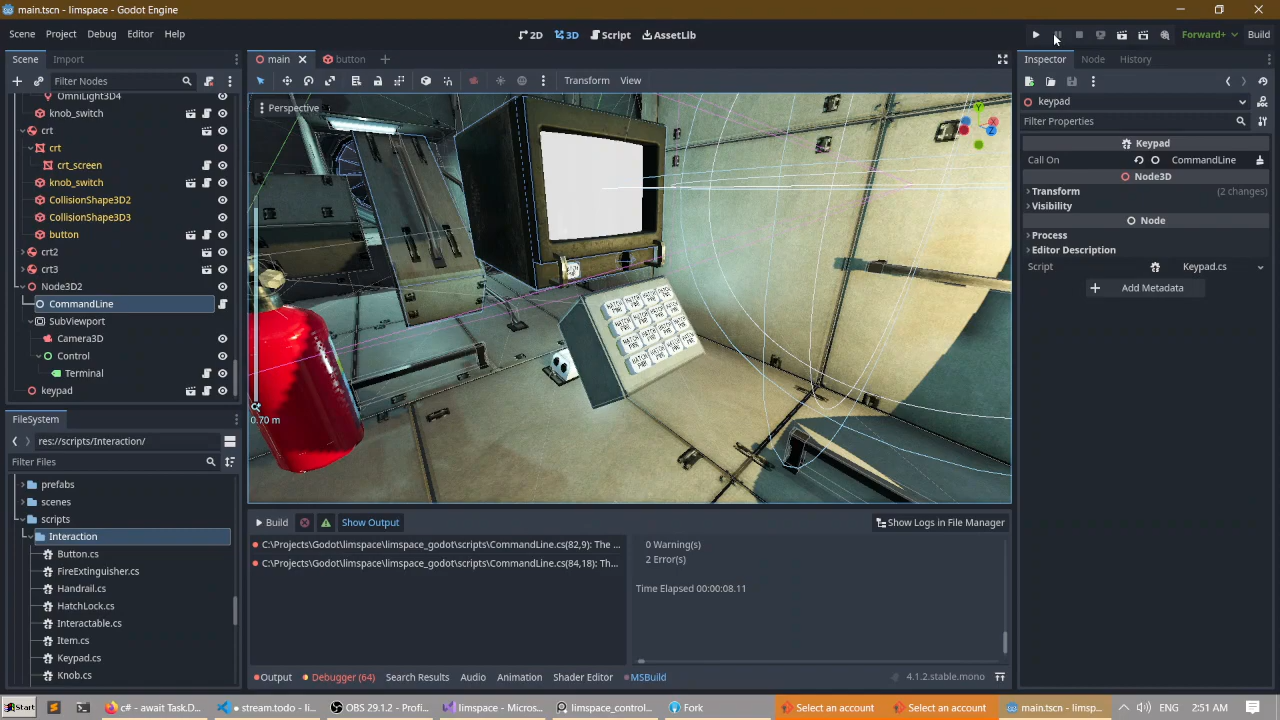 main.tscn - limspace - Godot Engine
Scene Project Debug Editor Help
2D 3D Script AssetLib
Forward+ Build
Scene Import
main button
Inspector Node History
Filter Nodes
Transform View
Perspective
0.70 m
OmniLight3D4
knob_switch
crt
crt
crt_screen
knob_switch
CollisionShape3D2
CollisionShape3D3
button
crt2
crt3
Node3D2
CommandLine
SubViewport
Camera3D
Control
Terminal
keypad
FileSystem
res://scripts/Interaction/
Filter Files
prefabs
scenes
scripts
Interaction
Button.cs
FireExtinguisher.cs
Handrail.cs
HatchLock.cs
Interactable.cs
Item.cs
Keypad.cs
Knob.cs
keypad
Filter Properties
Keypad
Call On CommandLine
Node3D
Transform (2 changes)
Visibility
Node
Process
Editor Description
Script Keypad.cs
Add Metadata
Build Show Output Show Logs in File Manager
C:\Projects\Godot\limspace\limspace_godot\scripts\CommandLine.cs(82,9): The ...
C:\Projects\Godot\limspace\limspace_godot\scripts\CommandLine.cs(84,18): Th...
0 Warning(s)
2 Error(s)
Time Elapsed 00:00:08.11
Output Debugger (64) Search Results Audio Animation Shader Editor MSBuild 4.1.2.stable.mono
Start c# - await Task.D... stream.todo - li... OBS 29.1.2 - Profi... limspace - Micros... limspace_control... Fork Select an account Select an account main.tscn - limsp... ENG 2:51 AM